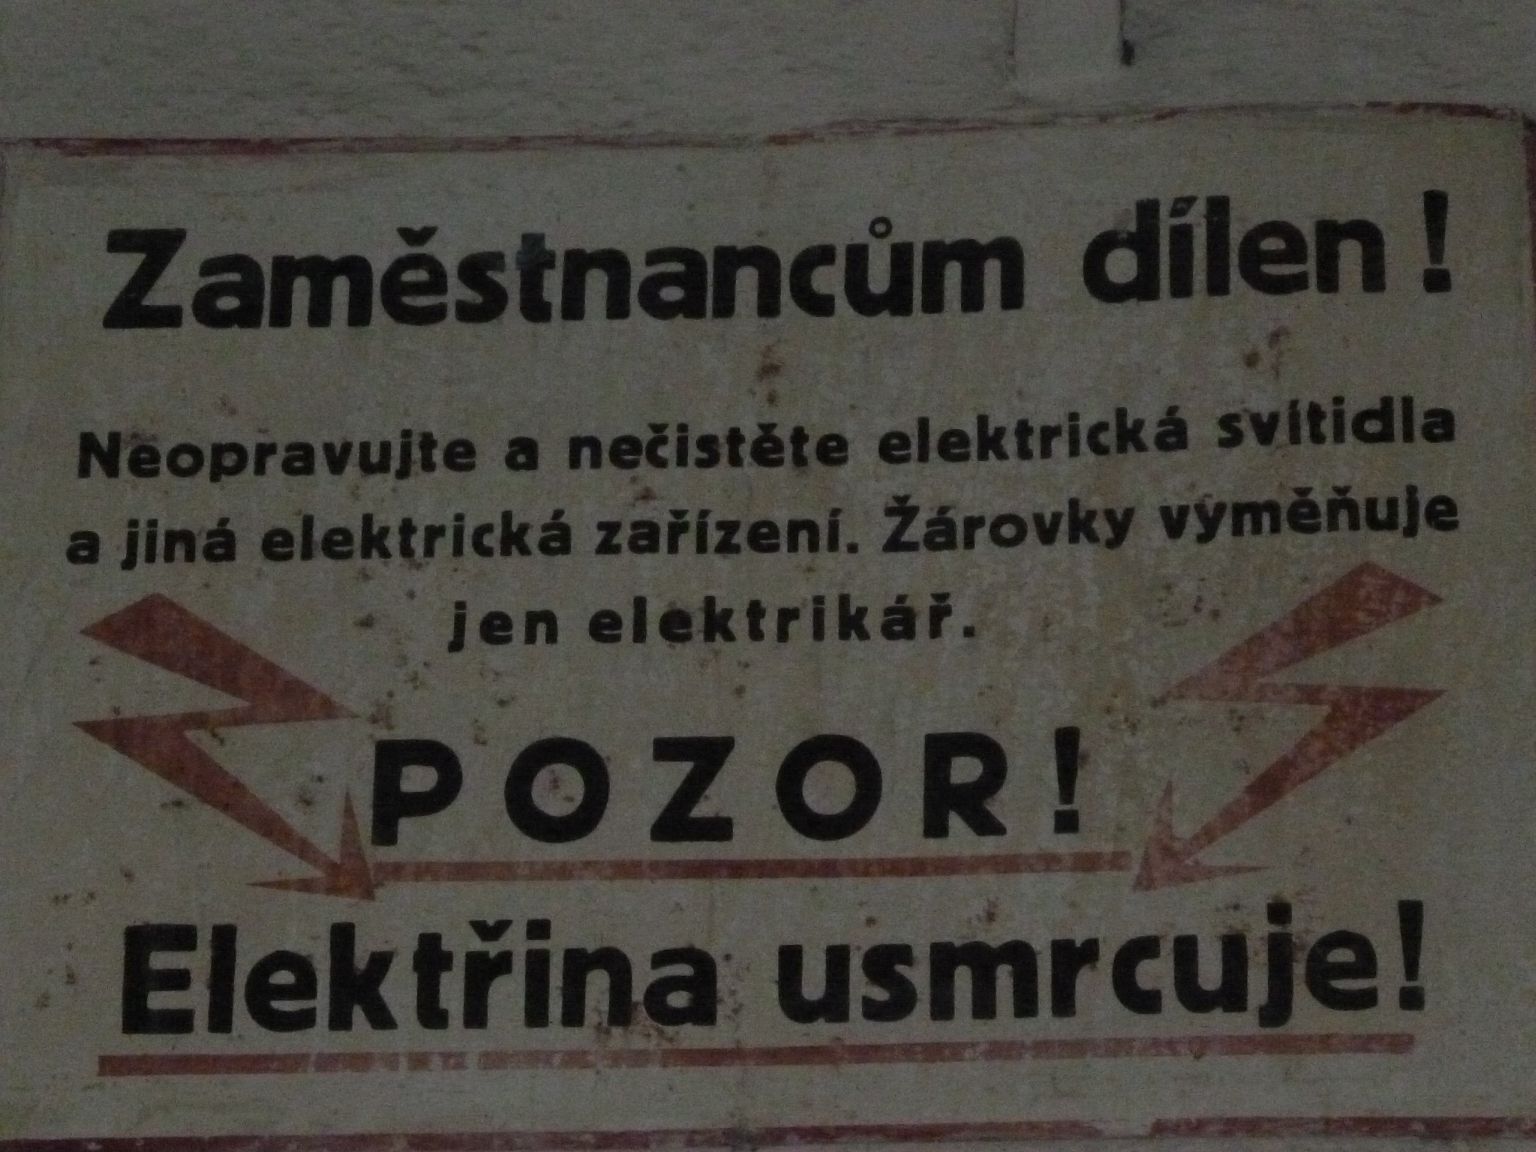 Zaměstnancům dílen!
Neopravujte a nečistěte elektrická svítidla
a jiná elektrická zařízení. Žárovky vyměňuje
jen elektrikář.
POZOR!
Elektřina usmrcuje!